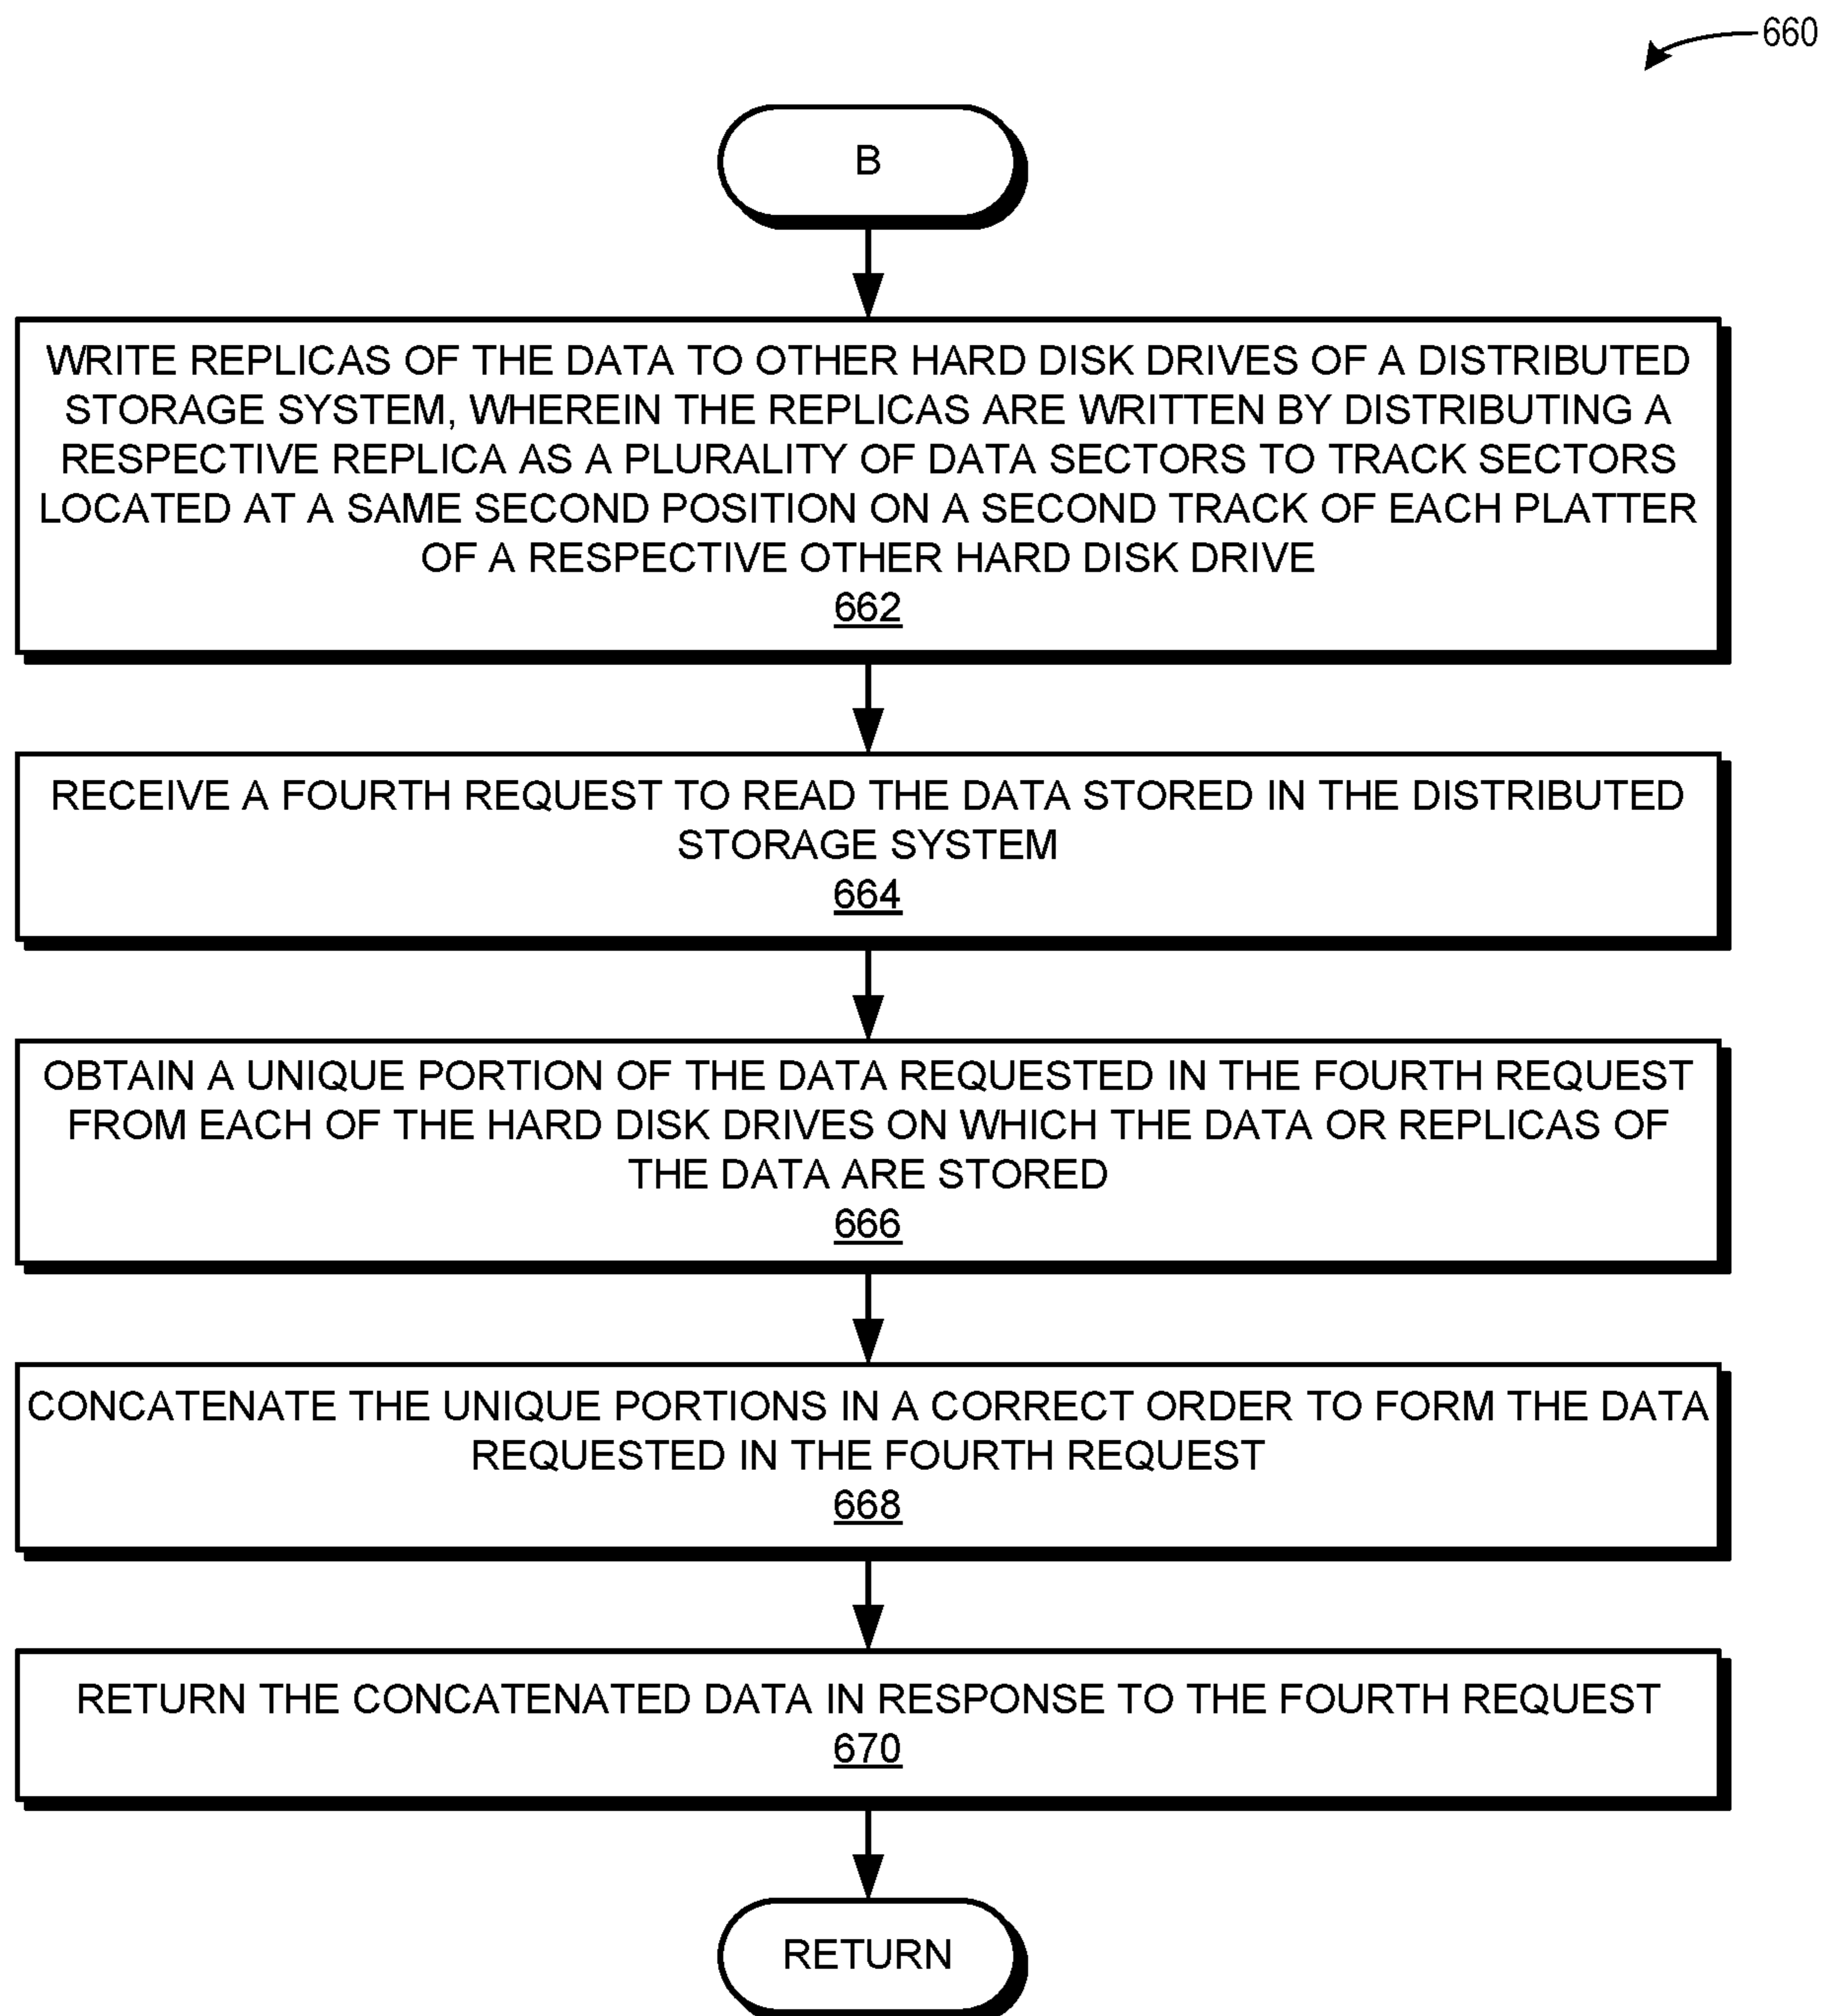 660
B
WRITE REPLICAS OF THE DATA TO OTHER HARD DISK DRIVES OF A DISTRIBUTED
STORAGE SYSTEM, WHEREIN THE REPLICAS ARE WRITTEN BY DISTRIBUTING A
RESPECTIVE REPLICA AS A PLURALITY OF DATA SECTORS TO TRACK SECTORS
LOCATED AT A SAME SECOND POSITION ON A SECOND TRACK OF EACH PLATTER
OF A RESPECTIVE OTHER HARD DISK DRIVE
662
RECEIVE A FOURTH REQUEST TO READ THE DATA STORED IN THE DISTRIBUTED
STORAGE SYSTEM
664
OBTAIN A UNIQUE PORTION OF THE DATA REQUESTED IN THE FOURTH REQUEST
FROM EACH OF THE HARD DISK DRIVES ON WHICH THE DATA OR REPLICAS OF
THE DATA ARE STORED
666
CONCATENATE THE UNIQUE PORTIONS IN A CORRECT ORDER TO FORM THE DATA
REQUESTED IN THE FOURTH REQUEST
668
RETURN THE CONCATENATED DATA IN RESPONSE TO THE FOURTH REQUEST
670
RETURN